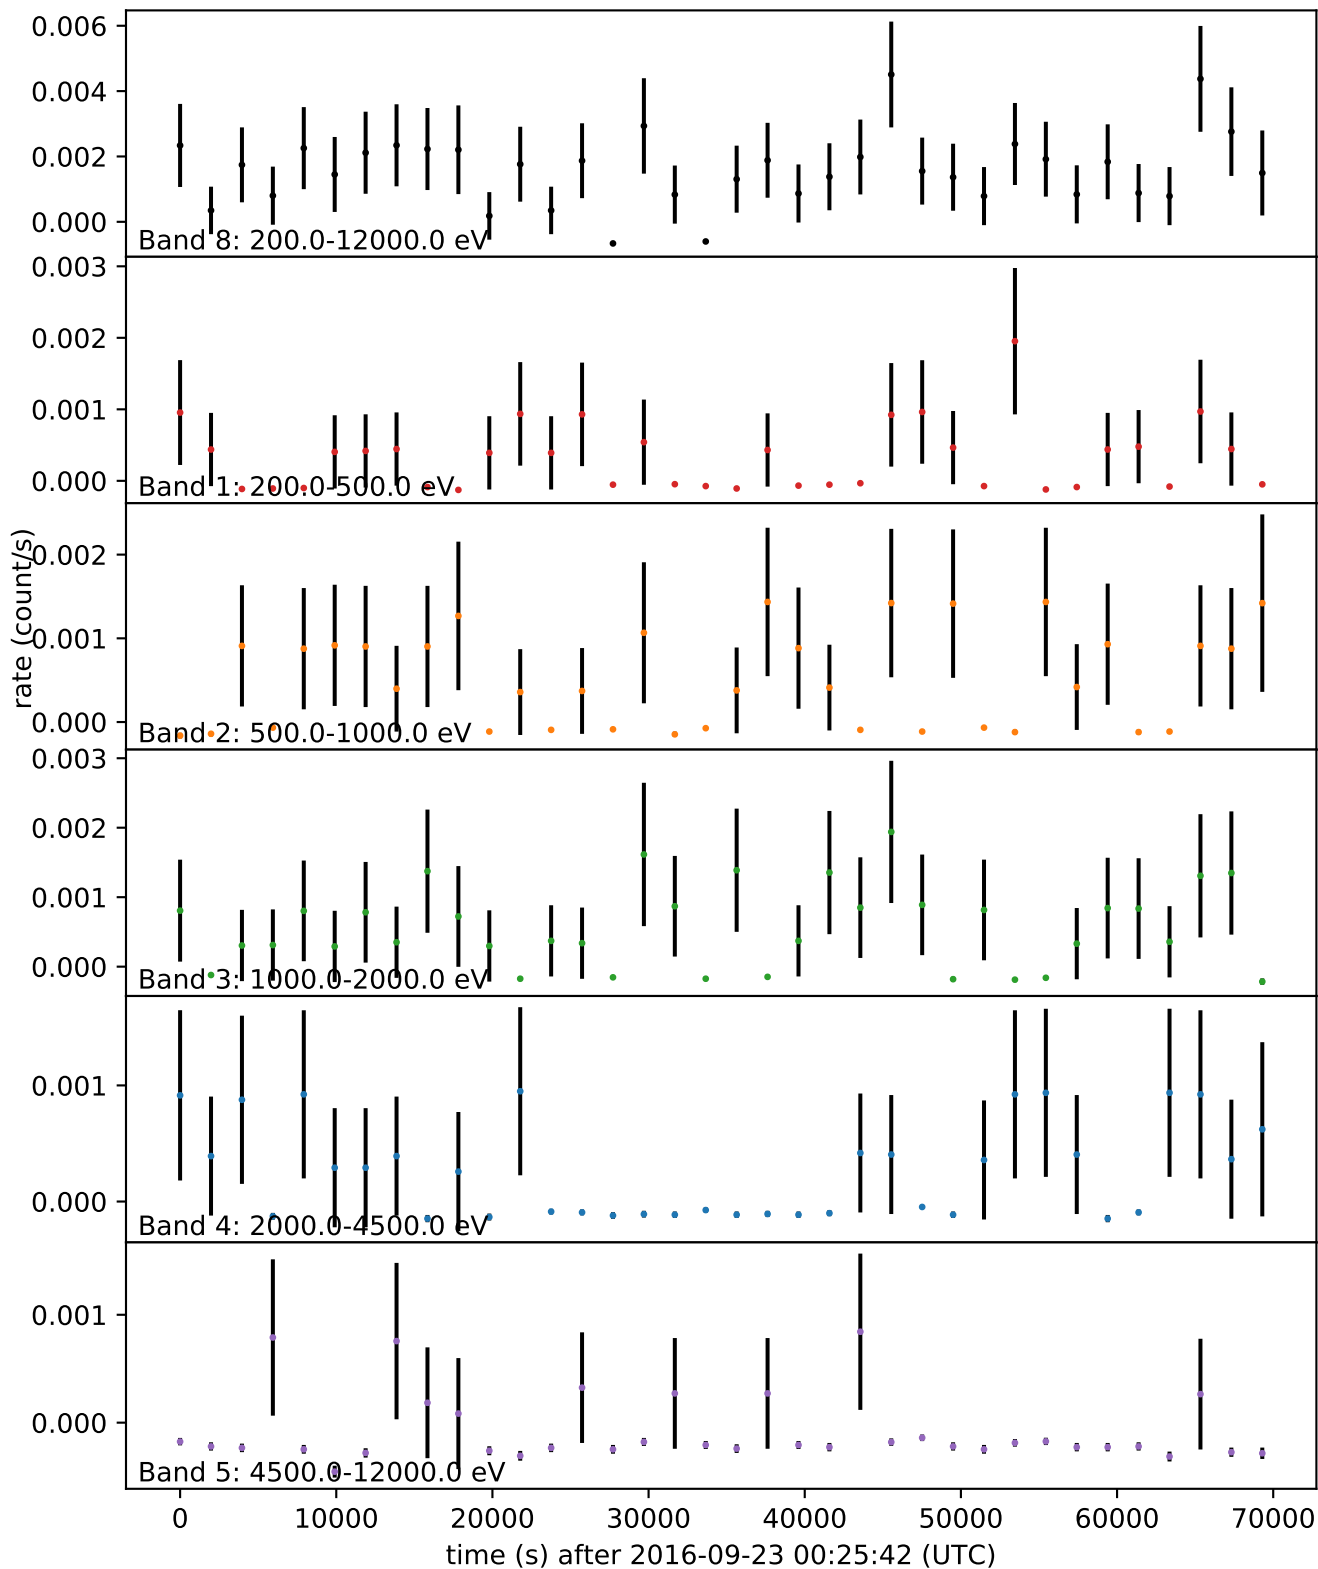 0.006
0.004
0.002
0.000
Band 8: 200.0-12000.0 eV
0.003
0.002
0.001
0.000
Band 1: 200.0-500.0 eV
rate (count/s)
0.002
0.001
0.000
Band 2: 500.0-1000.0 eV
0.003
0.002
0.001
0.000
Band 3: 1000.0-2000.0 eV
0.001
0.000
Band 4: 2000.0-4500.0 eV
0.001
0.000
Band 5: 4500.0-12000.0 eV
0 10000 20000 30000 40000 50000 60000 70000
time (s) after 2016-09-23 00:25:42 (UTC)